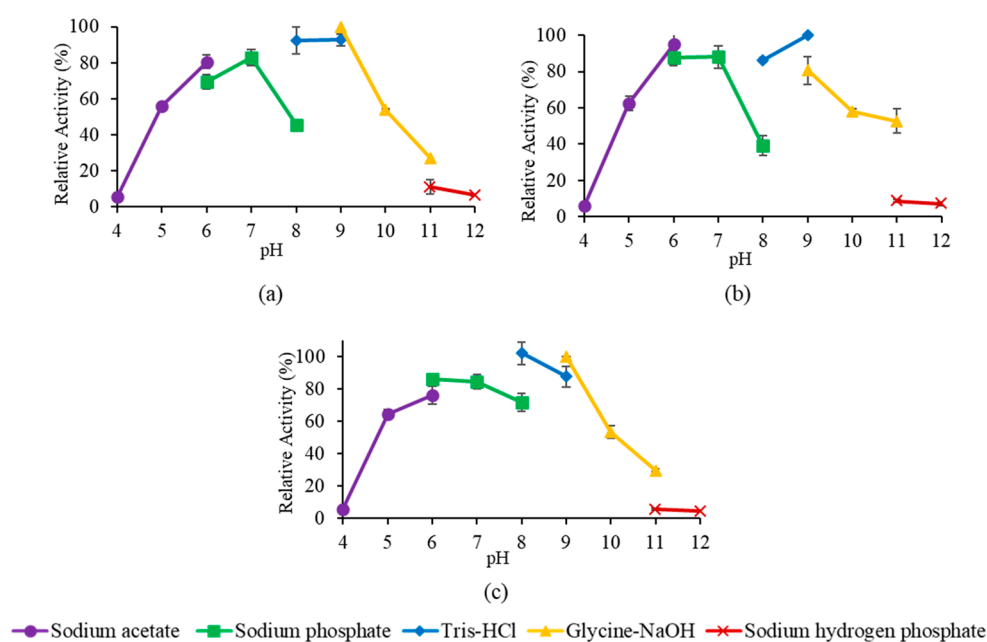 Relative Activity (%)
100
80
60
40
20
0
4 5 6 7 8 9 10 11 12
pH
(a)
Relative Activity (%)
100
80
60
40
20
0
4 5 6 7 8 9 10 11 12
pH
(b)
Relative Activity (%)
100
80
60
40
20
0
4 5 6 7 8 9 10 11 12
pH
(c)
Sodium acetate Sodium phosphate Tris-HCl Glycine-NaOH Sodium hydrogen phosphate